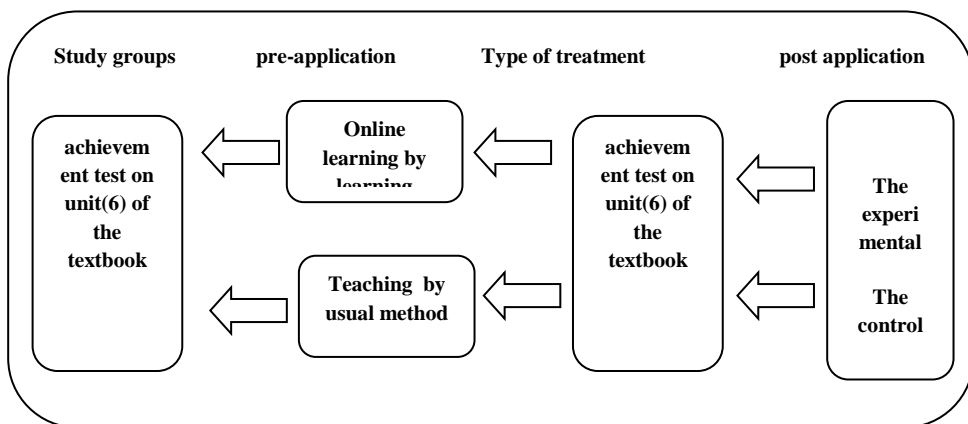 Study groups
pre-application
Type of treatment
post application
achievem
ent test on
unit(6) of
the
textbook
Online
learning by
learning
Teaching by
usual method
achievem
ent test on
unit(6) of
the
textbook
The
experi
mental
The
control